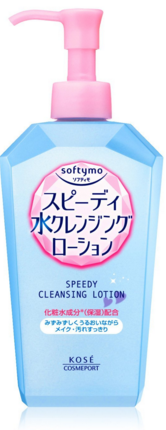 softymo
ソフティモ
スピーディ
水クレンジング
ローション
SPEEDY
CLEANSING LOTION
化粧水成分*(保湿)配合
みずみずしくうるおいながら
メイク・汚れすっきり
KOSÉ
COSMEPORT